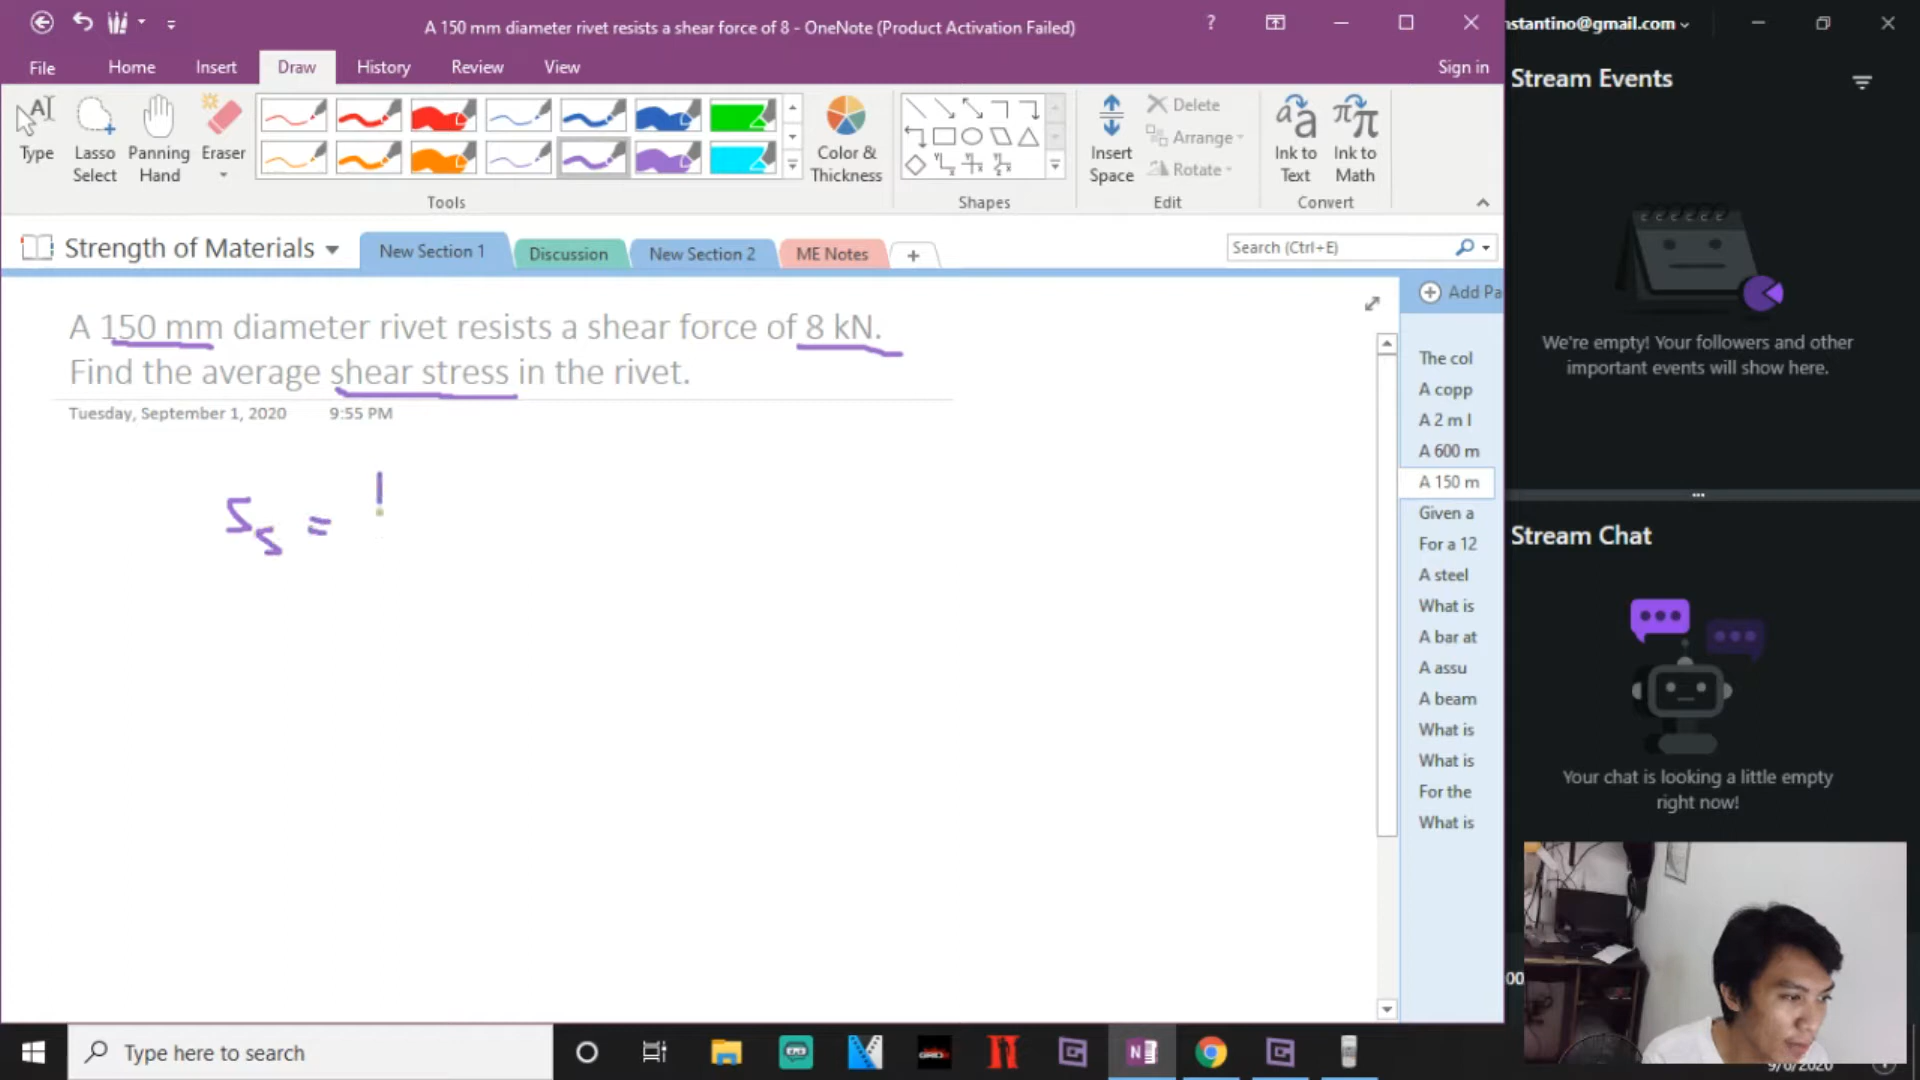 A 150 mm diameter rivet resists a shear force of 8 - OneNote (Product Activation Failed)
?
nstantino@gmail.com
File
Home
Insert
Draw
History
Review
View
Sign in
Stream Events
Type
Lasso
Select
Panning
Hand
Eraser
Color &
Thickness
Insert
Space
Delete
Arrange
Rotate
Ink to
Text
Ink to
Math
Tools
Shapes
Edit
Convert
Strength of Materials
New Section 1
Discussion
New Section 2
ME Notes
Search (Ctrl+E)
Add Pa
A 150 mm diameter rivet resists a shear force of 8 kN.
Find the average shear stress in the rivet.
Tuesday, September 1, 2020 9:55 PM
Ss =
The col
A copp
A 2 m l
A 600 m
A 150 m
Given a
For a 12
A steel
What is
A bar at
A assu
A beam
What is
What is
For the
What is
We're empty! Your followers and other
important events will show here.
Stream Chat
Your chat is looking a little empty
right now!
Type here to search